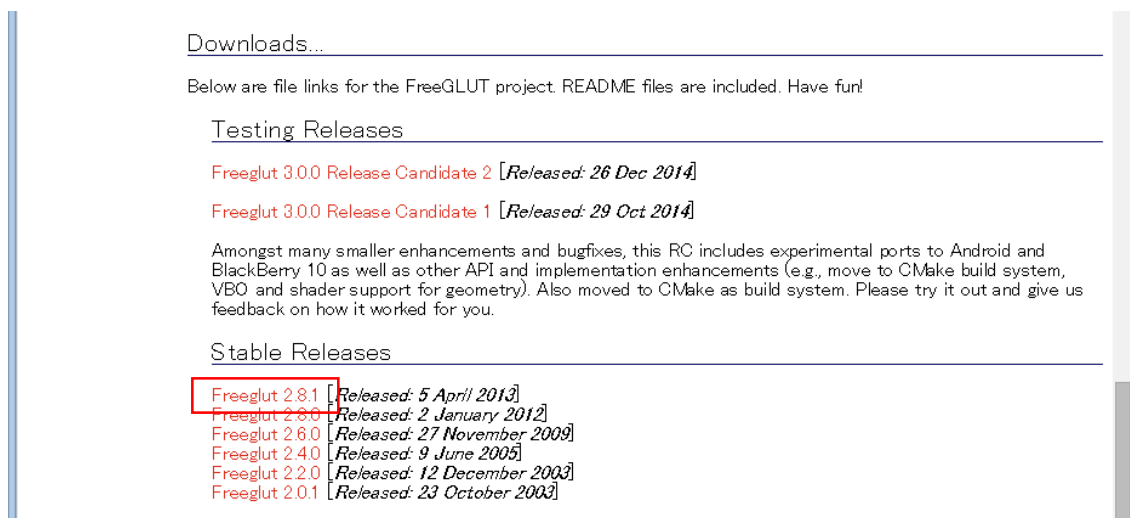 Downloads...
Below are file links for the FreeGLUT project. README files are included. Have fun!
Testing Releases
Freeglut 3.0.0 Release Candidate 2 [Released: 26 Dec 2014]
Freeglut 3.0.0 Release Candidate 1 [Released: 29 Oct 2014]
Amongst many smaller enhancements and bugfixes, this RC includes experimental ports to Android and
BlackBerry 10 as well as other API and implementation enhancements (e.g., move to CMake build system,
VBO and shader support for geometry). Also moved to CMake as build system. Please try it out and give us
feedback on how it worked for you.
Stable Releases
Freeglut 2.8.1 [Released: 5 April 2013]
Freeglut 2.8.0 [Released: 2 January 2012]
Freeglut 2.6.0 [Released: 27 November 2009]
Freeglut 2.4.0 [Released: 9 June 2005]
Freeglut 2.2.0 [Released: 12 December 2003]
Freeglut 2.0.1 [Released: 23 October 2003]